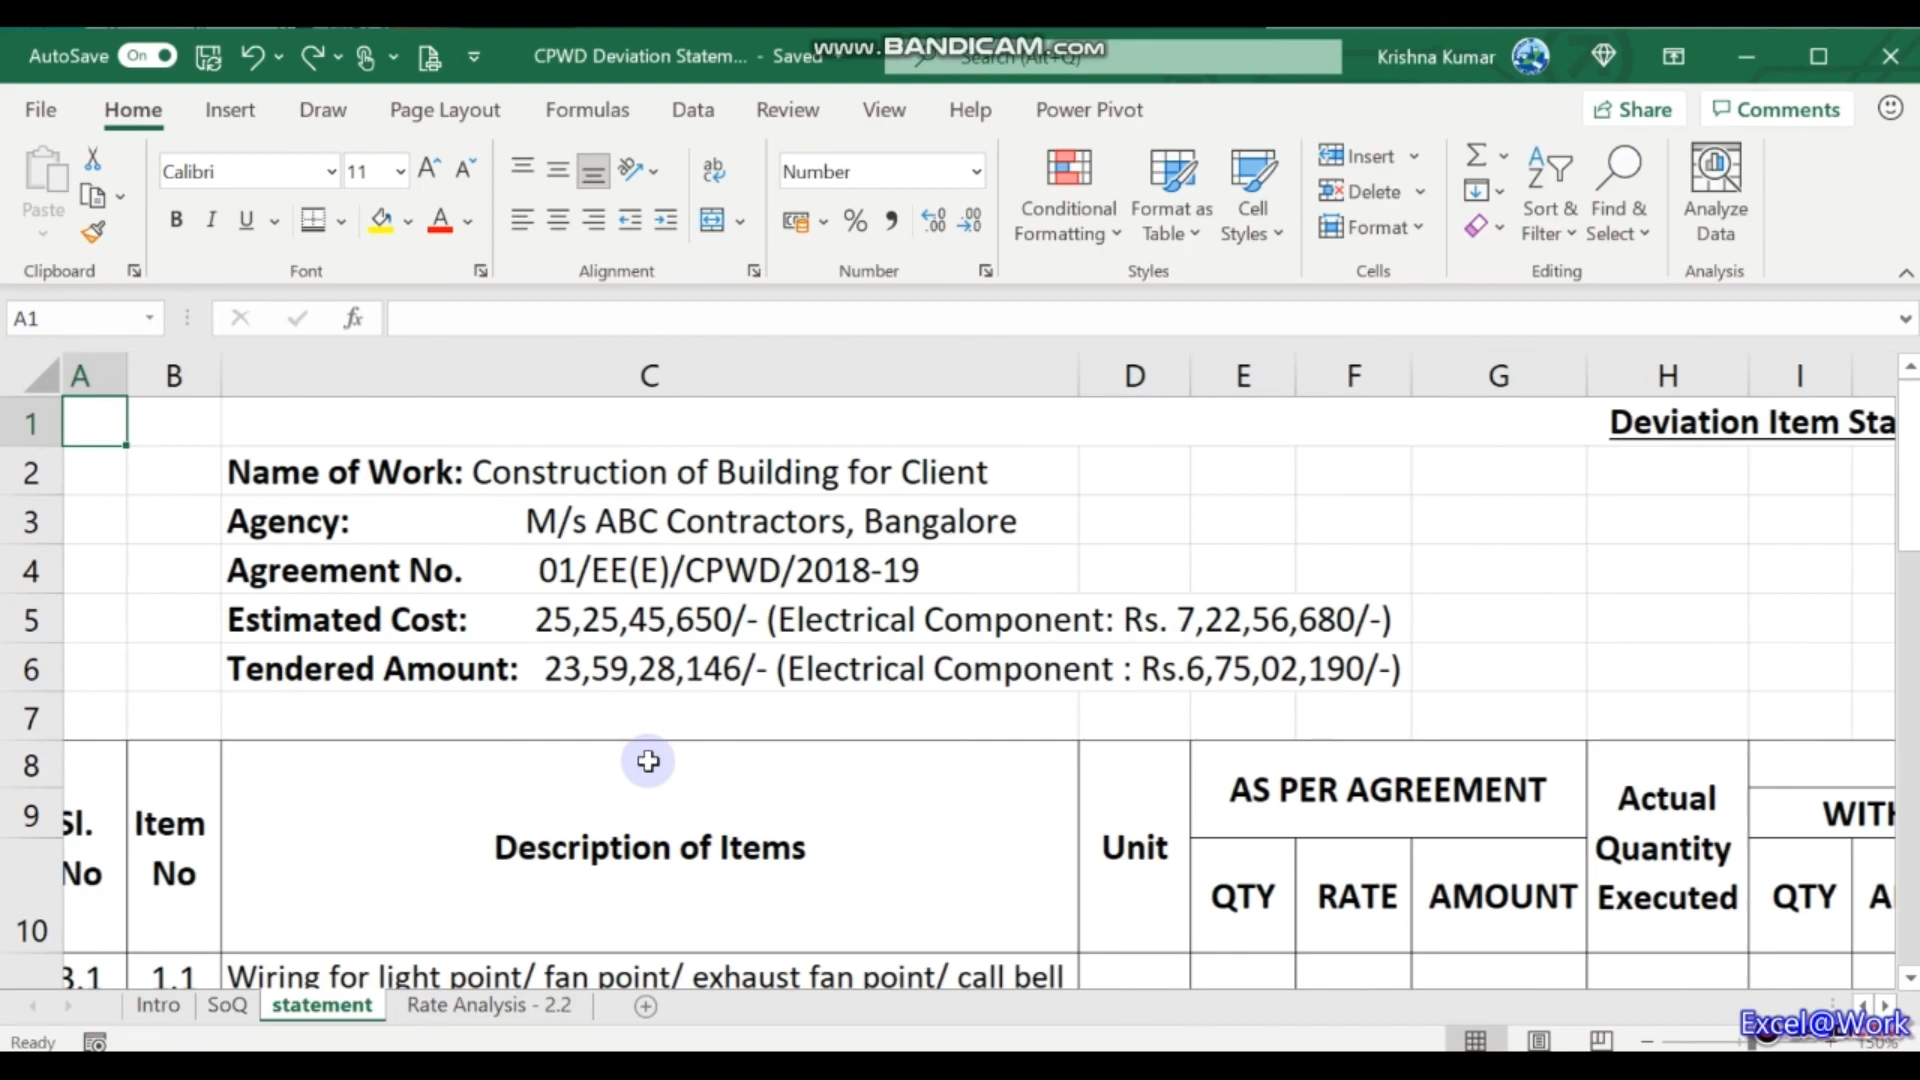 www.BANDICAM.com
AutoSave On CPWD Deviation Statem... - Saved Search (Alt+Q) Krishna Kumar
File Home Insert Draw Page Layout Formulas Data Review View Help Power Pivot Share Comments
Calibri 11 Number Insert
Paste Delete
Conditional Format as Cell Sort & Find & Analyze
Formatting Table Styles Format Filter Select Data
Clipboard Font Alignment Number Styles Cells Editing Analysis
A1 fx
A B C D E F G H I
1 Deviation Item Sta
2 Name of Work: Construction of Building for Client
3 Agency: M/s ABC Contractors, Bangalore
4 Agreement No. 01/EE(E)/CPWD/2018-19
5 Estimated Cost: 25,25,45,650/- (Electrical Component: Rs. 7,22,56,680/-)
6 Tendered Amount: 23,59,28,146/- (Electrical Component : Rs.6,75,02,190/-)
7
8
9
10
Sl. No
Item No
Description of Items
Unit
AS PER AGREEMENT
QTY RATE AMOUNT
Actual Quantity Executed
WITH
QTY
3.1 1.1 Wiring for light point/ fan point/ exhaust fan point/ call bell
Intro SoQ statement Rate Analysis - 2.2
Excel@Work
Ready 150%